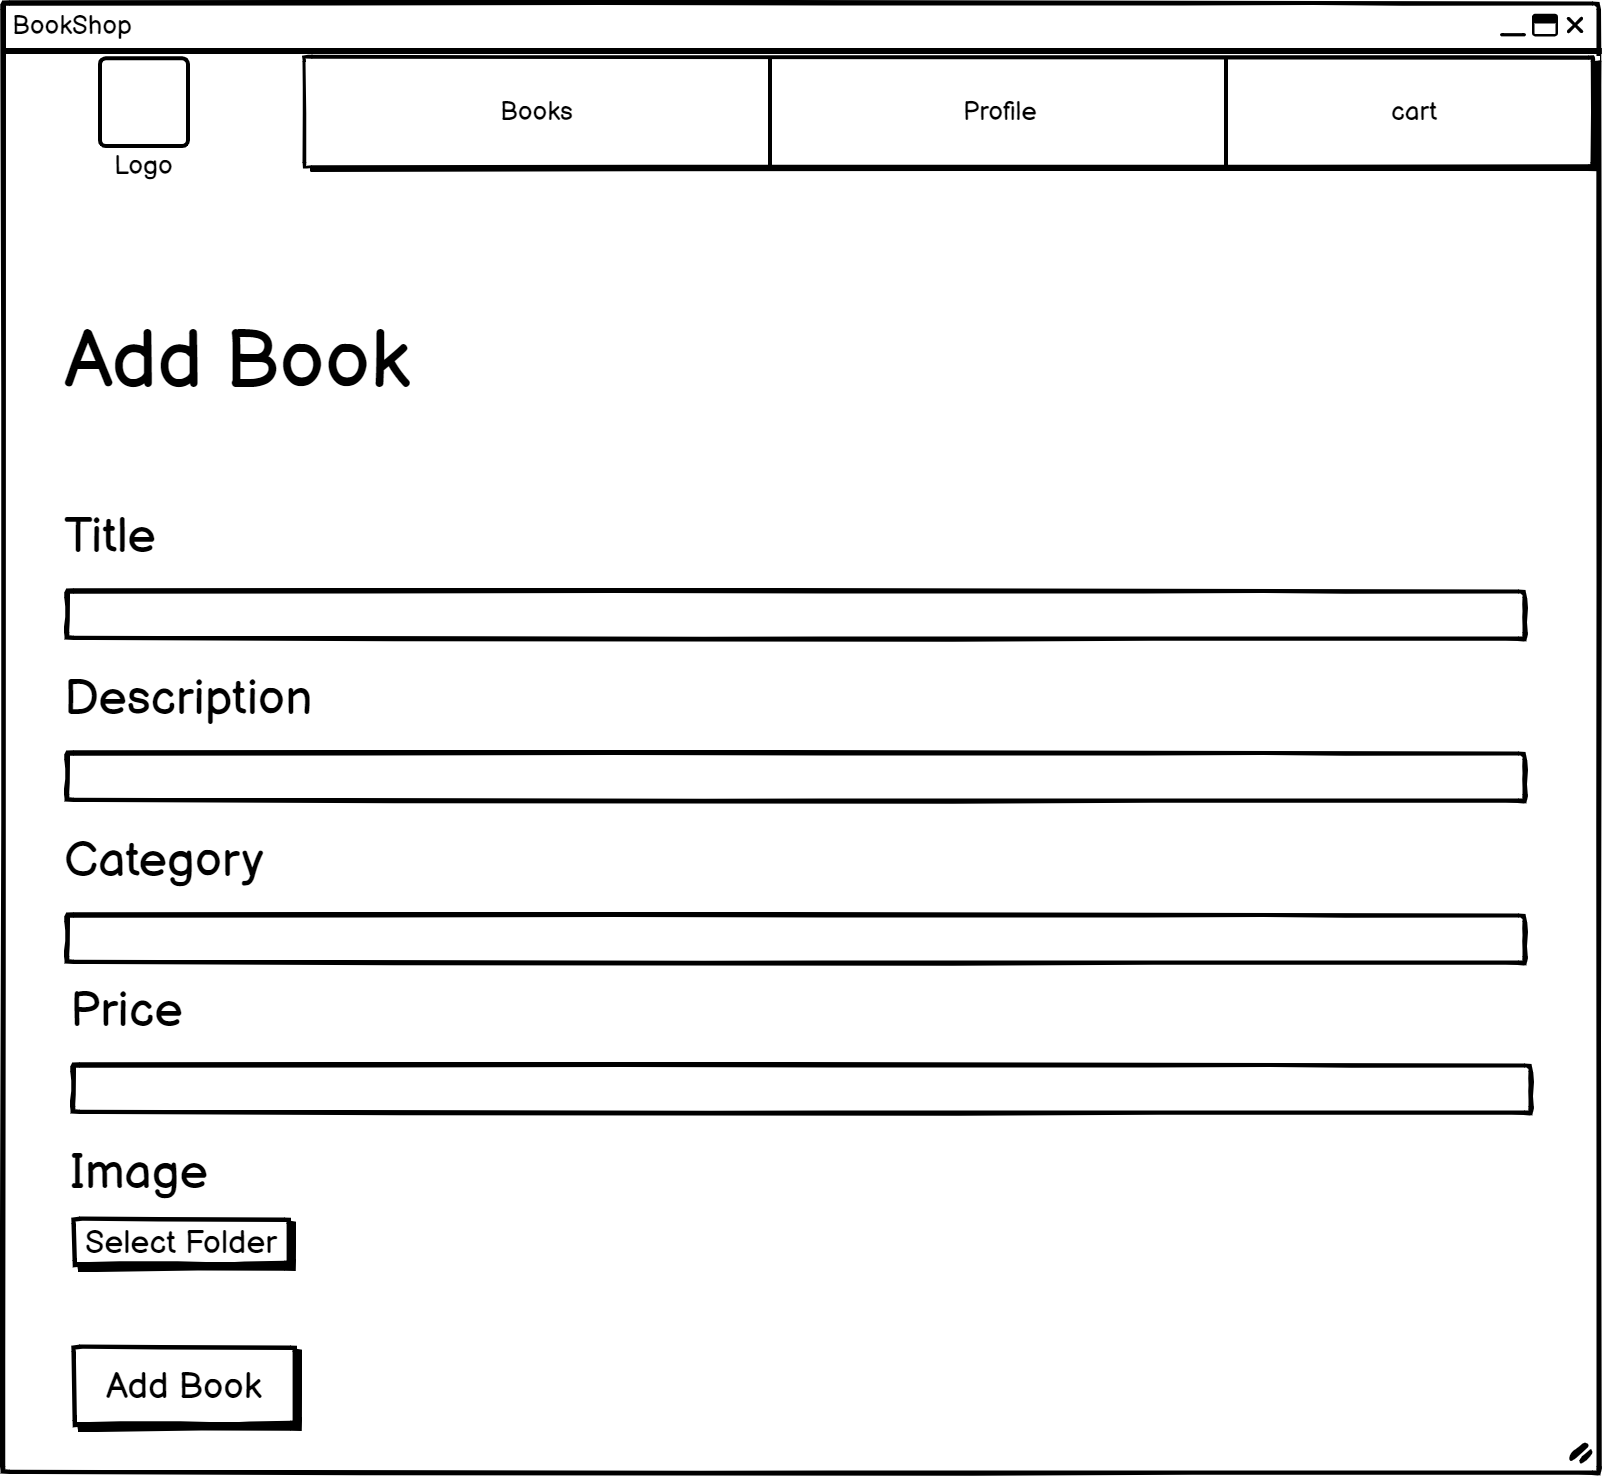 BookShop
Logo
Books
Profile
cart
Add Book
Title
Description
Category
Price
Image
Select Folder
Add Book